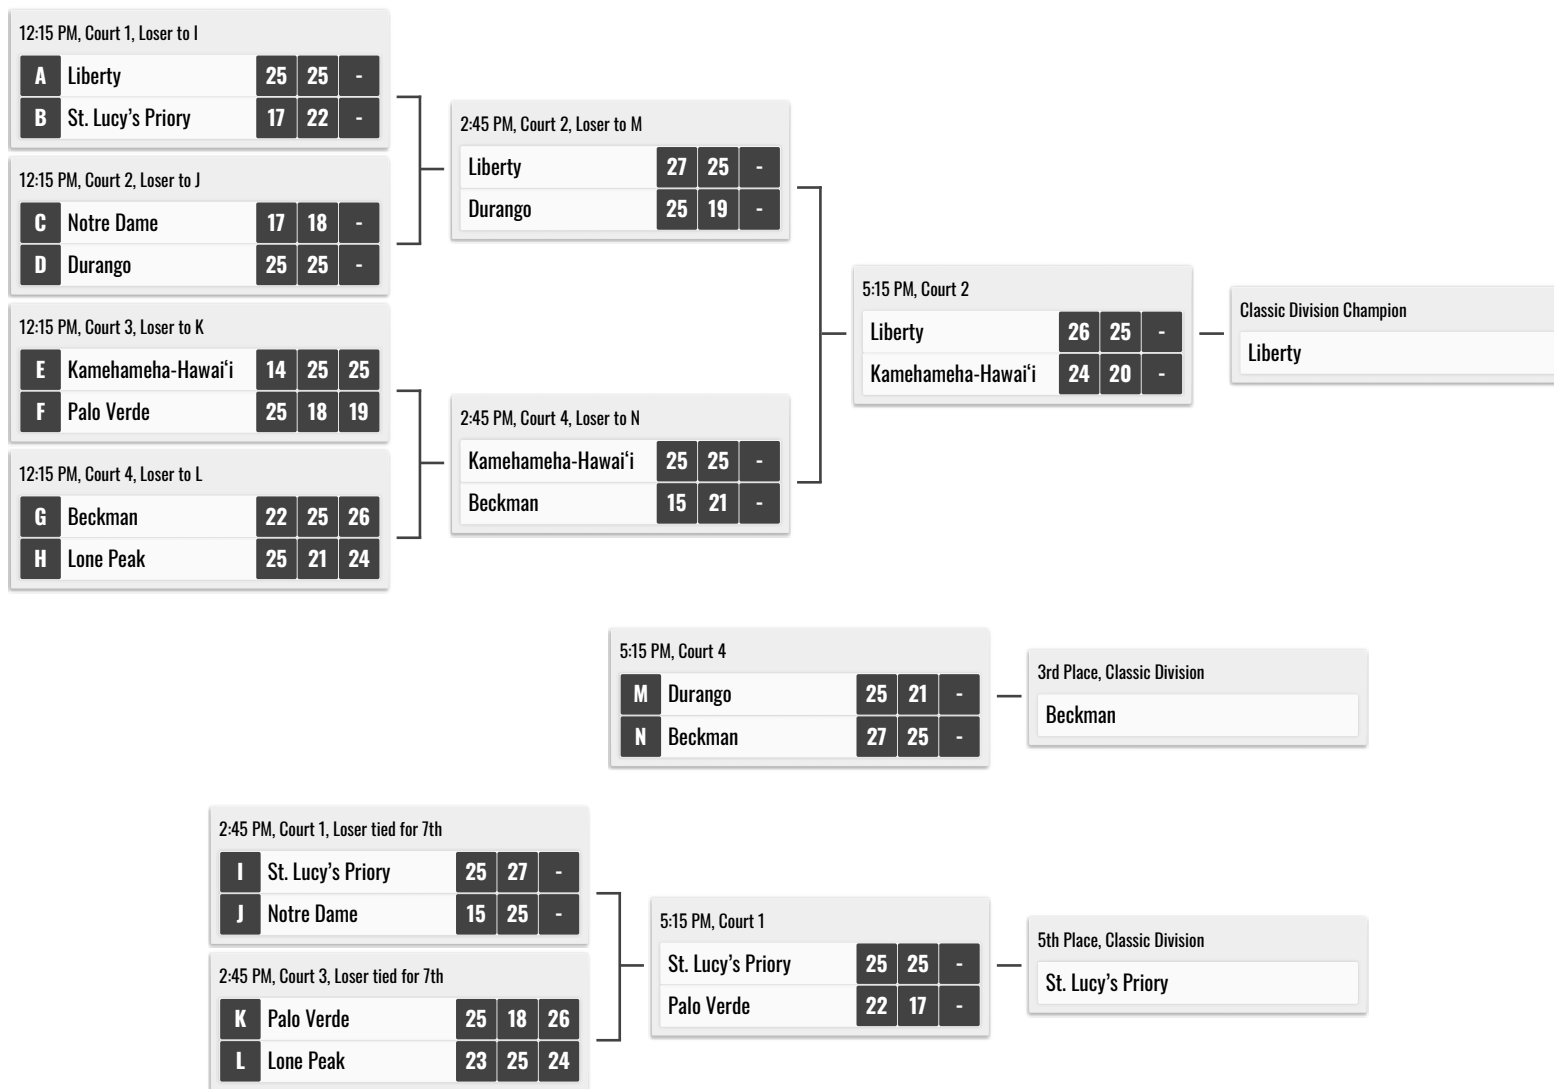 12:15 PM, Court 1, Loser to I
A Liberty 25 25 -
B St. Lucy’s Priory 17 22 -
12:15 PM, Court 2, Loser to J
C Notre Dame 17 18 -
D Durango 25 25 -
12:15 PM, Court 3, Loser to K
E Kamehameha-Hawai‘i 14 25 25
F Palo Verde 25 18 19
12:15 PM, Court 4, Loser to L
G Beckman 22 25 26
H Lone Peak 25 21 24
2:45 PM, Court 2, Loser to M
Liberty 27 25 -
Durango 25 19 -
2:45 PM, Court 4, Loser to N
Kamehameha-Hawai‘i 25 25 -
Beckman 15 21 -
5:15 PM, Court 2
Liberty 26 25 -
Kamehameha-Hawai‘i 24 20 -
Classic Division Champion
Liberty
5:15 PM, Court 4
M Durango 25 21 -
N Beckman 27 25 -
3rd Place, Classic Division
Beckman
2:45 PM, Court 1, Loser tied for 7th
I St. Lucy’s Priory 25 27 -
J Notre Dame 15 25 -
2:45 PM, Court 3, Loser tied for 7th
K Palo Verde 25 18 26
L Lone Peak 23 25 24
5:15 PM, Court 1
St. Lucy’s Priory 25 25 -
Palo Verde 22 17 -
5th Place, Classic Division
St. Lucy’s Priory